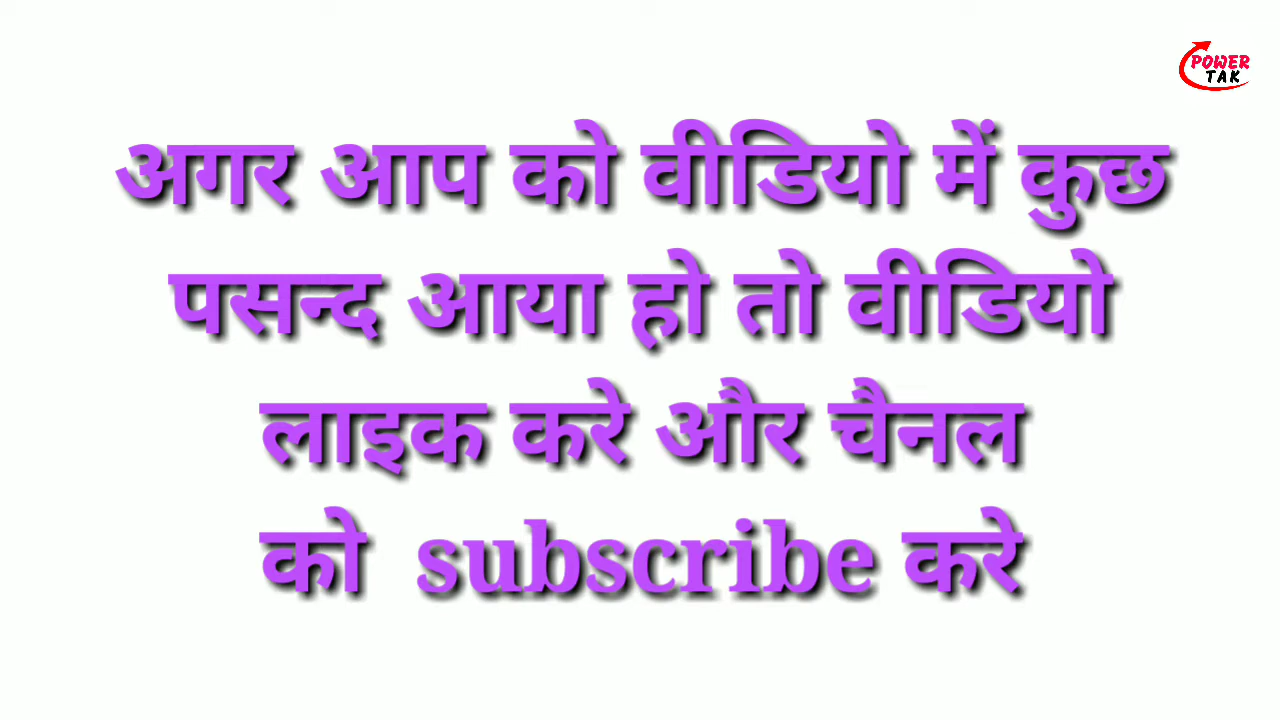 POWER
TAK
अगर आप को वीडियो में कुछ
पसन्द आया हो तो वीडियो
लाइक करे और चैनल
को subscribe करे